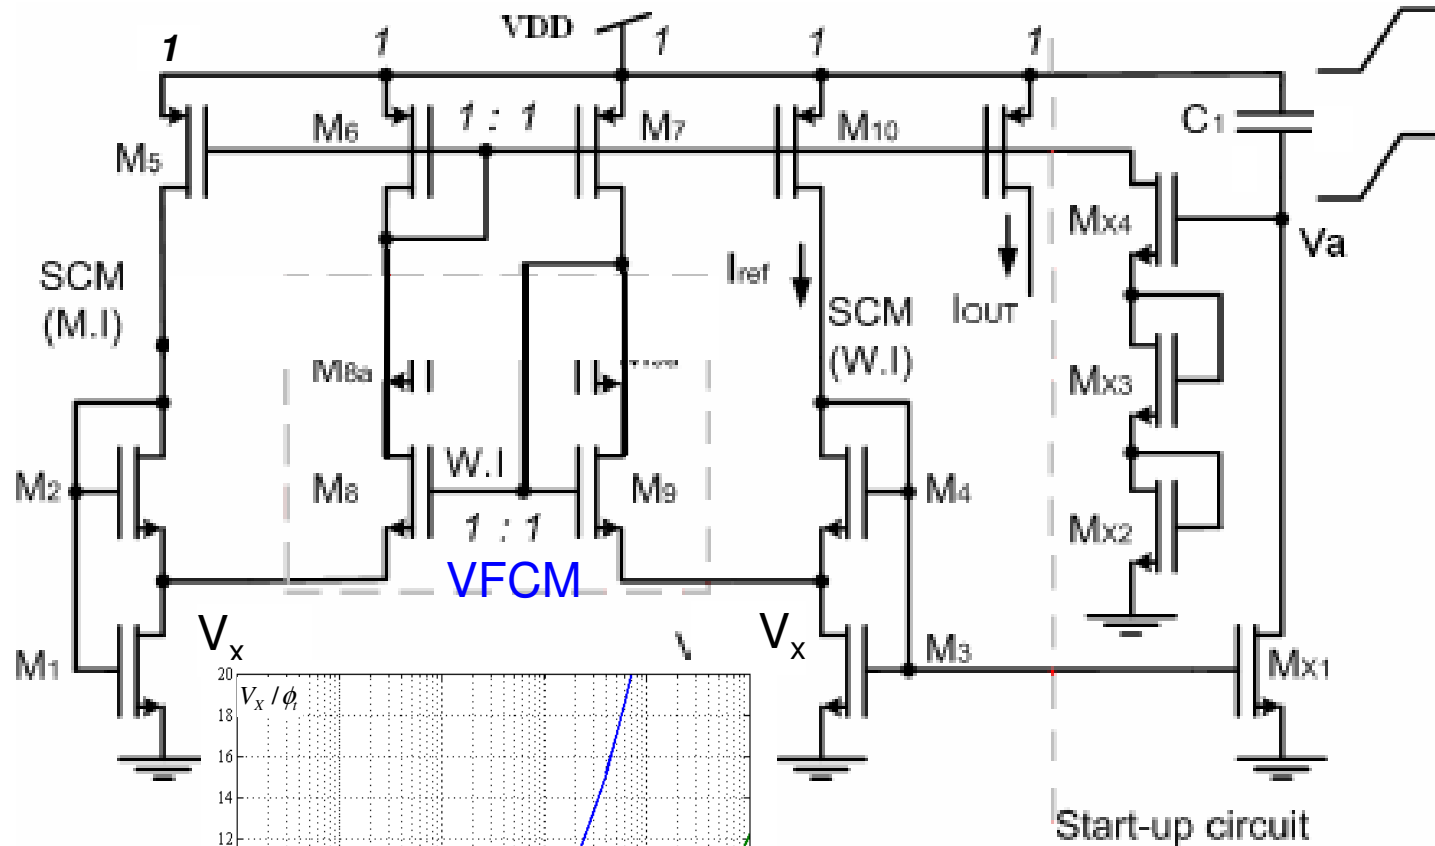 VDD
1 1 1 1 1
M5 M6 1 : 1 M7 M10 C1
Mx4 Va
SCM (M.I)
Iref IOUT
SCM (W.I)
M8a
Mx3
M2 M8 W.I M9 M4
1 : 1
Mx2
VFCM
Vx Vx
M1 M3 Mx1
20 VX / ϕt
18
16
14
12
Start-up circuit